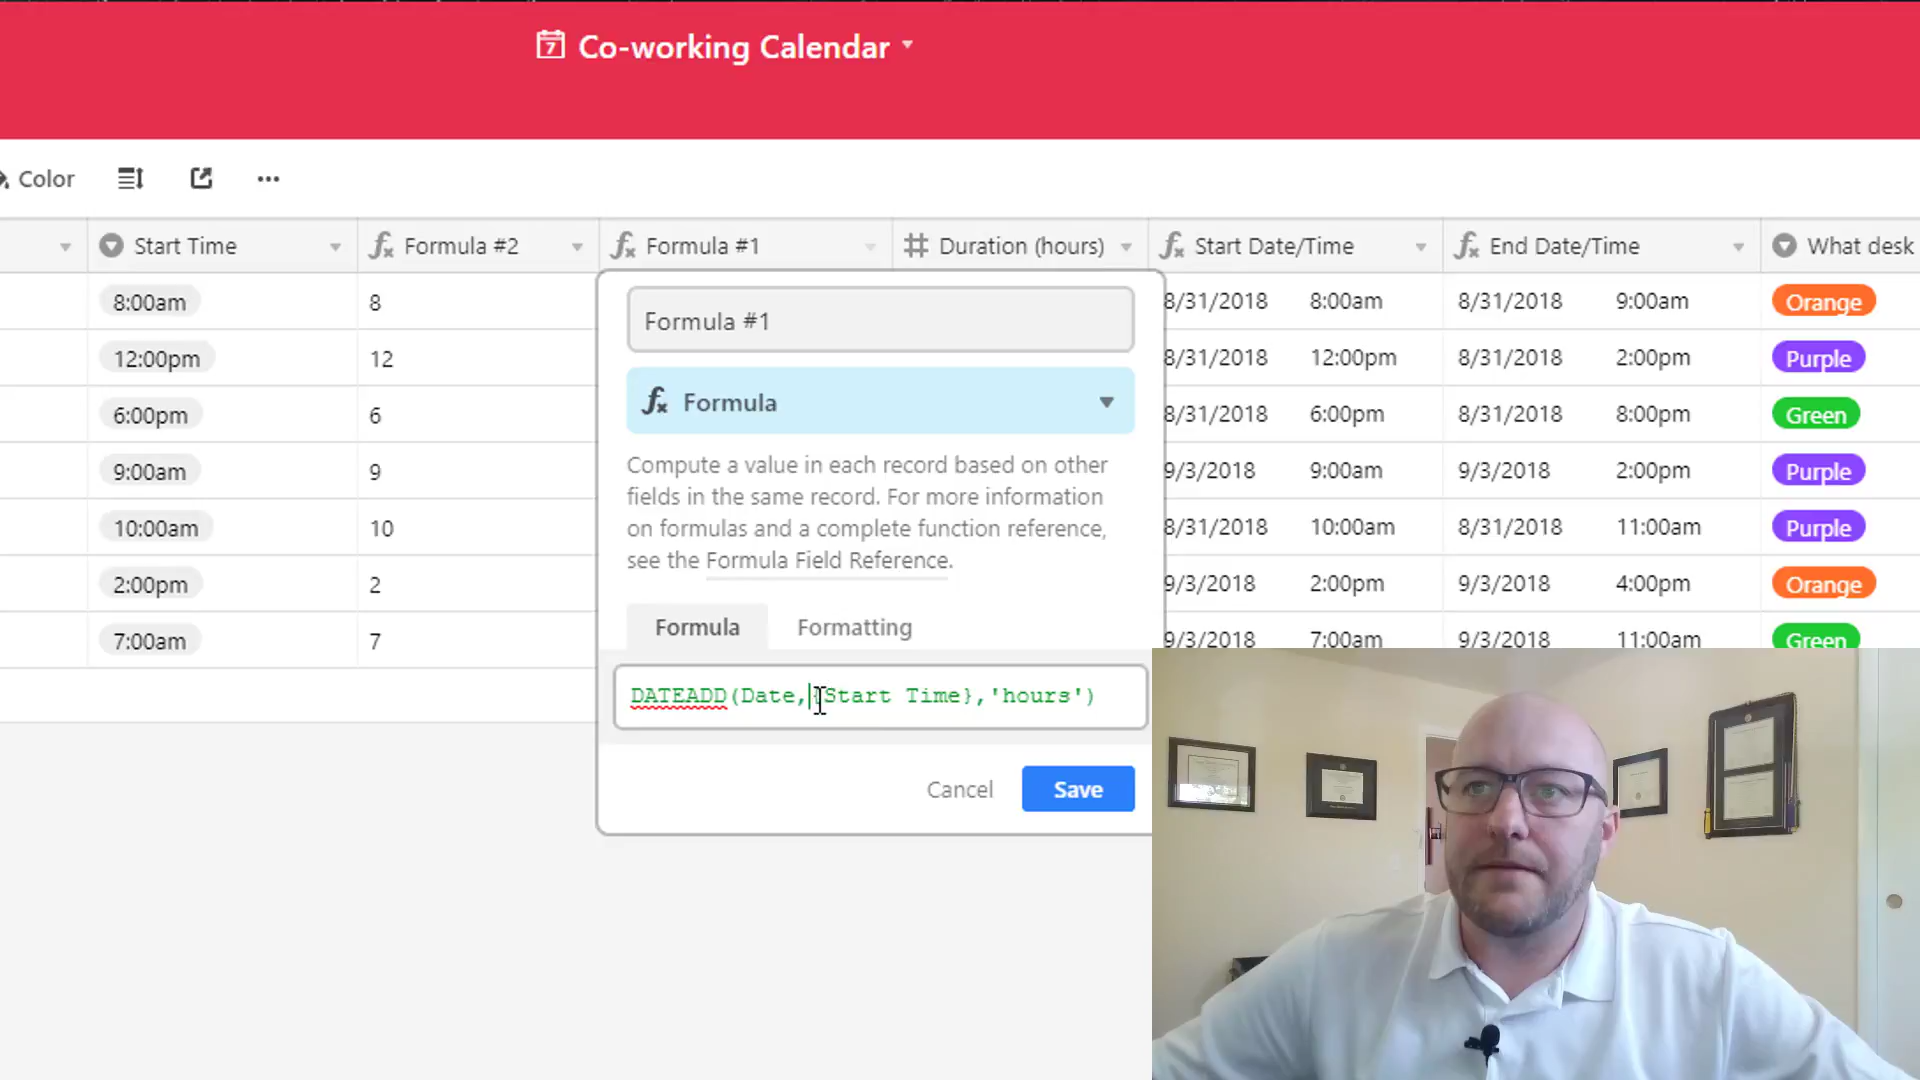 7 Co-working Calendar
Color
Start Time Formula #2 Formula #1 Duration (hours) Start Date/Time End Date/Time What desk
8:00am 8 8/31/2018 8:00am 8/31/2018 9:00am Orange
12:00pm 12 8/31/2018 12:00pm 8/31/2018 2:00pm Purple
6:00pm 6 8/31/2018 6:00pm 8/31/2018 8:00pm Green
9:00am 9 9/3/2018 9:00am 9/3/2018 2:00pm Purple
10:00am 10 8/31/2018 10:00am 8/31/2018 11:00am Purple
2:00pm 2 9/3/2018 2:00pm 9/3/2018 4:00pm Orange
7:00am 7 9/3/2018 7:00am 9/3/2018 11:00am Green
Formula #1
Formula
Compute a value in each record based on other
fields in the same record. For more information
on formulas and a complete function reference,
see the Formula Field Reference.
Formula Formatting
DATEADD(Date,{Start Time},'hours')
Cancel Save